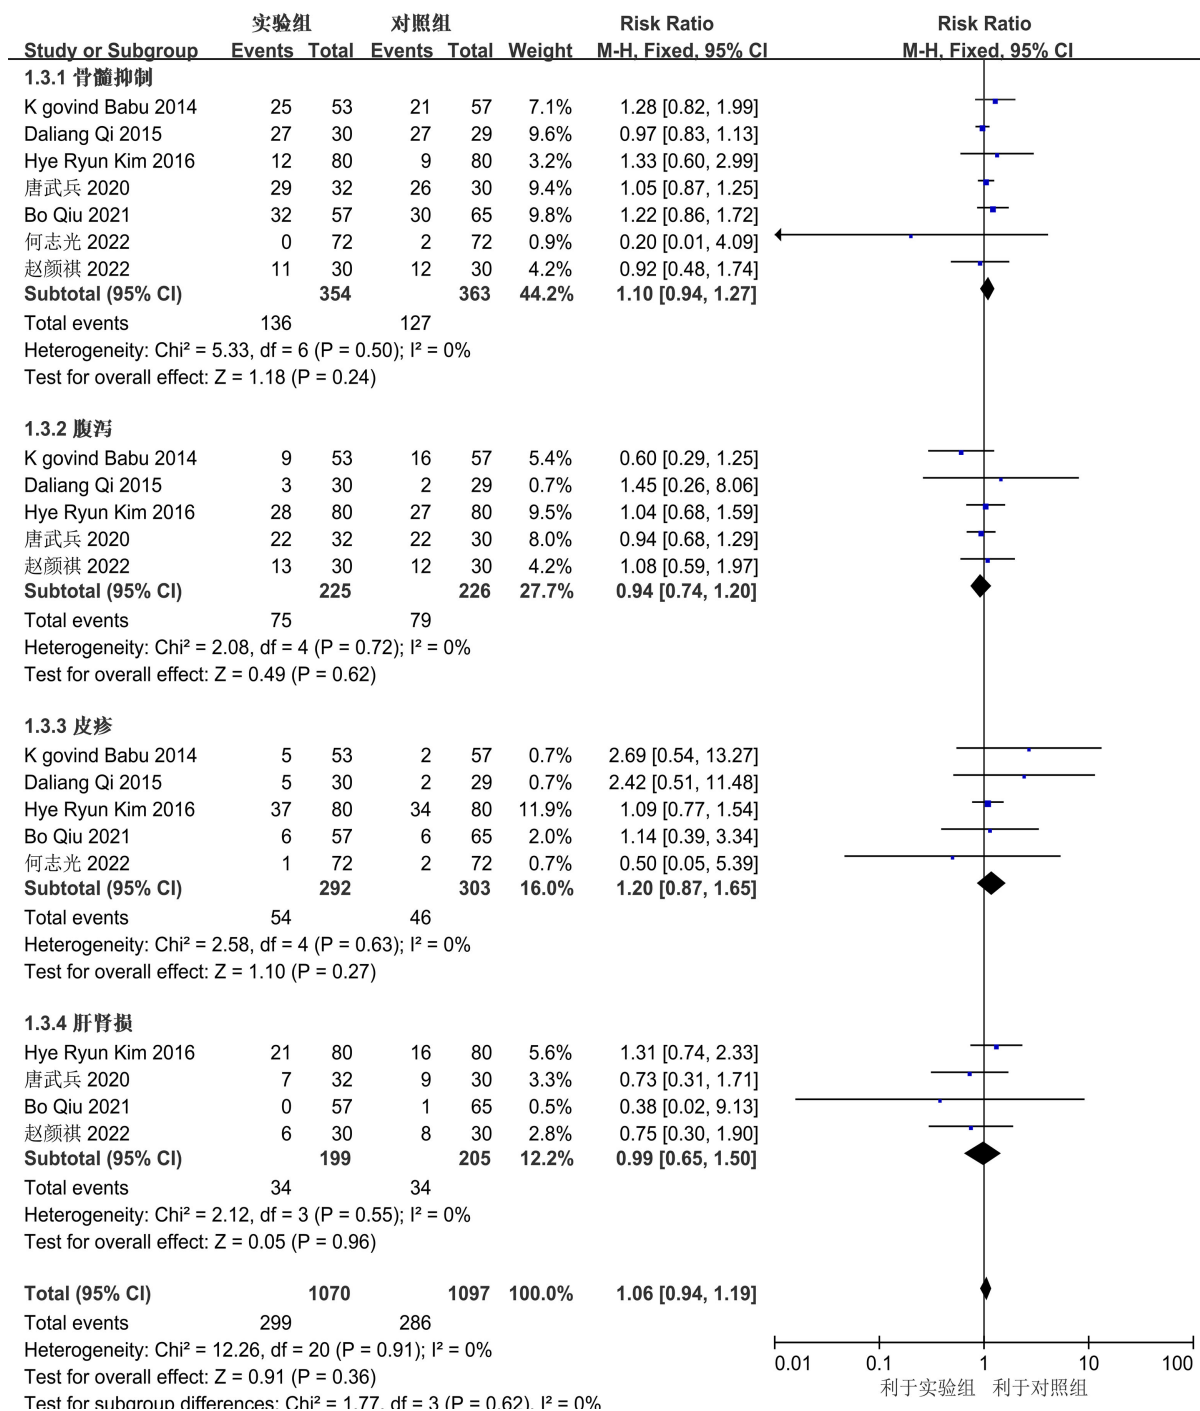 实验组 对照组 Risk Ratio Risk Ratio
Study or Subgroup Events Total Events Total Weight M-H, Fixed, 95% CI M-H, Fixed, 95% CI
1.3.1 骨髓抑制
K govind Babu 2014 25 53 21 57 7.1% 1.28 [0.82, 1.99]
Daliang Qi 2015 27 30 27 29 9.6% 0.97 [0.83, 1.13]
Hye Ryun Kim 2016 12 80 9 80 3.2% 1.33 [0.60, 2.99]
唐武兵 2020 29 32 26 30 9.4% 1.05 [0.87, 1.25]
Bo Qiu 2021 32 57 30 65 9.8% 1.22 [0.86, 1.72]
何志光 2022 0 72 2 72 0.9% 0.20 [0.01, 4.09]
赵颜祺 2022 11 30 12 30 4.2% 0.92 [0.48, 1.74]
Subtotal (95% CI) 354 363 44.2% 1.10 [0.94, 1.27]
Total events 136 127
Heterogeneity: Chi² = 5.33, df = 6 (P = 0.50); I² = 0%
Test for overall effect: Z = 1.18 (P = 0.24)
1.3.2 腹泻
K govind Babu 2014 9 53 16 57 5.4% 0.60 [0.29, 1.25]
Daliang Qi 2015 3 30 2 29 0.7% 1.45 [0.26, 8.06]
Hye Ryun Kim 2016 28 80 27 80 9.5% 1.04 [0.68, 1.59]
唐武兵 2020 22 32 22 30 8.0% 0.94 [0.68, 1.29]
赵颜祺 2022 13 30 12 30 4.2% 1.08 [0.59, 1.97]
Subtotal (95% CI) 225 226 27.7% 0.94 [0.74, 1.20]
Total events 75 79
Heterogeneity: Chi² = 2.08, df = 4 (P = 0.72); I² = 0%
Test for overall effect: Z = 0.49 (P = 0.62)
1.3.3 皮疹
K govind Babu 2014 5 53 2 57 0.7% 2.69 [0.54, 13.27]
Daliang Qi 2015 5 30 2 29 0.7% 2.42 [0.51, 11.48]
Hye Ryun Kim 2016 37 80 34 80 11.9% 1.09 [0.77, 1.54]
Bo Qiu 2021 6 57 6 65 2.0% 1.14 [0.39, 3.34]
何志光 2022 1 72 2 72 0.7% 0.50 [0.05, 5.39]
Subtotal (95% CI) 292 303 16.0% 1.20 [0.87, 1.65]
Total events 54 46
Heterogeneity: Chi² = 2.58, df = 4 (P = 0.63); I² = 0%
Test for overall effect: Z = 1.10 (P = 0.27)
1.3.4 肝肾损
Hye Ryun Kim 2016 21 80 16 80 5.6% 1.31 [0.74, 2.33]
唐武兵 2020 7 32 9 30 3.3% 0.73 [0.31, 1.71]
Bo Qiu 2021 0 57 1 65 0.5% 0.38 [0.02, 9.13]
赵颜祺 2022 6 30 8 30 2.8% 0.75 [0.30, 1.90]
Subtotal (95% CI) 199 205 12.2% 0.99 [0.65, 1.50]
Total events 34 34
Heterogeneity: Chi² = 2.12, df = 3 (P = 0.55); I² = 0%
Test for overall effect: Z = 0.05 (P = 0.96)
Total (95% CI) 1070 1097 100.0% 1.06 [0.94, 1.19]
Total events 299 286
Heterogeneity: Chi² = 12.26, df = 20 (P = 0.91); I² = 0%
Test for overall effect: Z = 0.91 (P = 0.36)
Test for subgroup differences: Chi² = 1.77, df = 3 (P = 0.62), I² = 0%
0.01 0.1 1 10 100
利于实验组 利于对照组